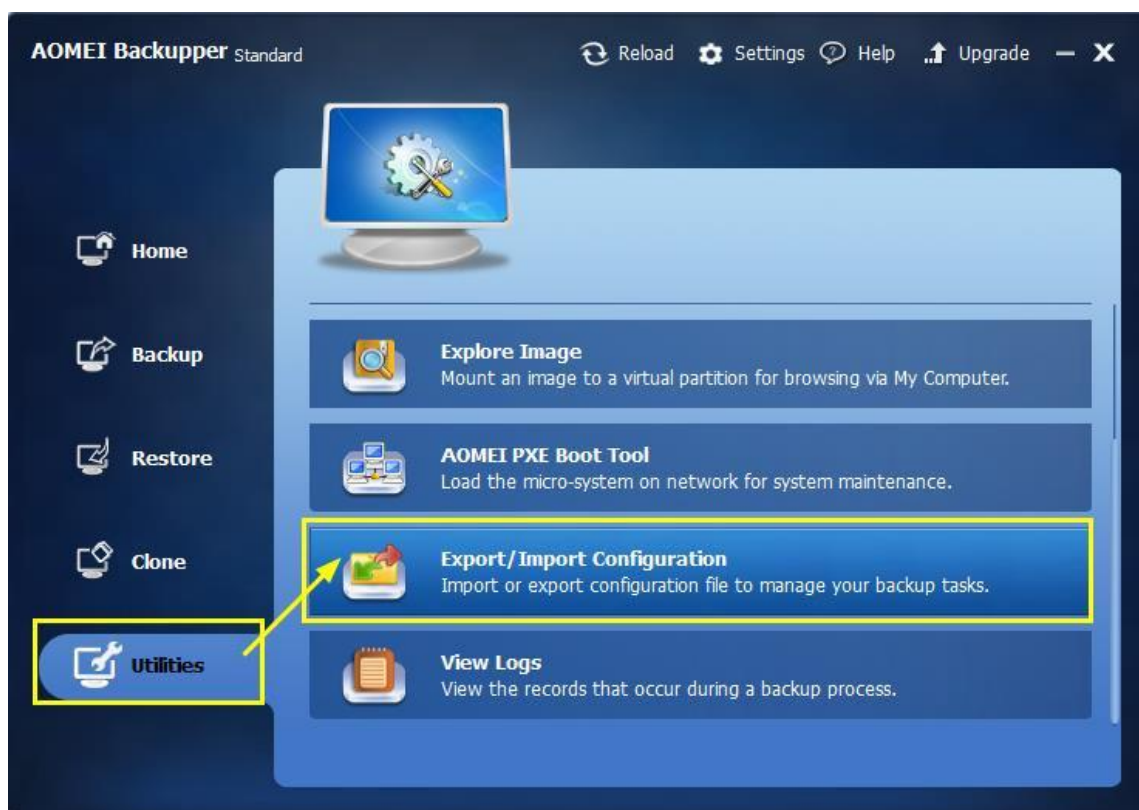 AOMEI Backupper Standard
Reload Settings Help Upgrade
Home
Backup
Restore
Clone
Utilities
Explore Image
Mount an image to a virtual partition for browsing via My Computer.
AOMEI PXE Boot Tool
Load the micro-system on network for system maintenance.
Export/Import Configuration
Import or export configuration file to manage your backup tasks.
View Logs
View the records that occur during a backup process.